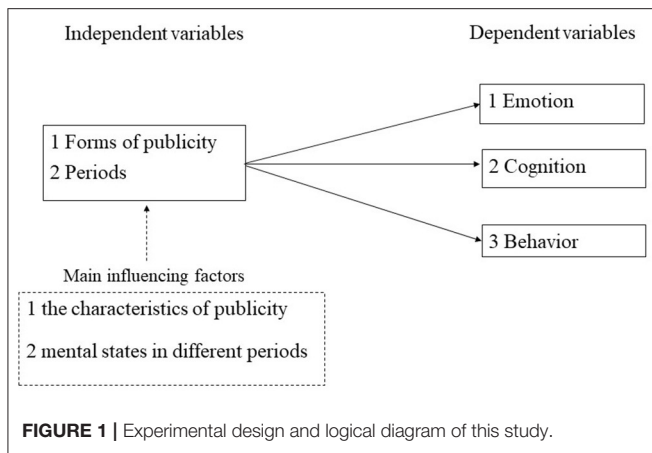 Independent variables
Dependent variables
1 Forms of publicity
2 Periods
1 Emotion
2 Cognition
3 Behavior
Main influencing factors
1 the characteristics of publicity
2 mental states in different periods
FIGURE 1 | Experimental design and logical diagram of this study.